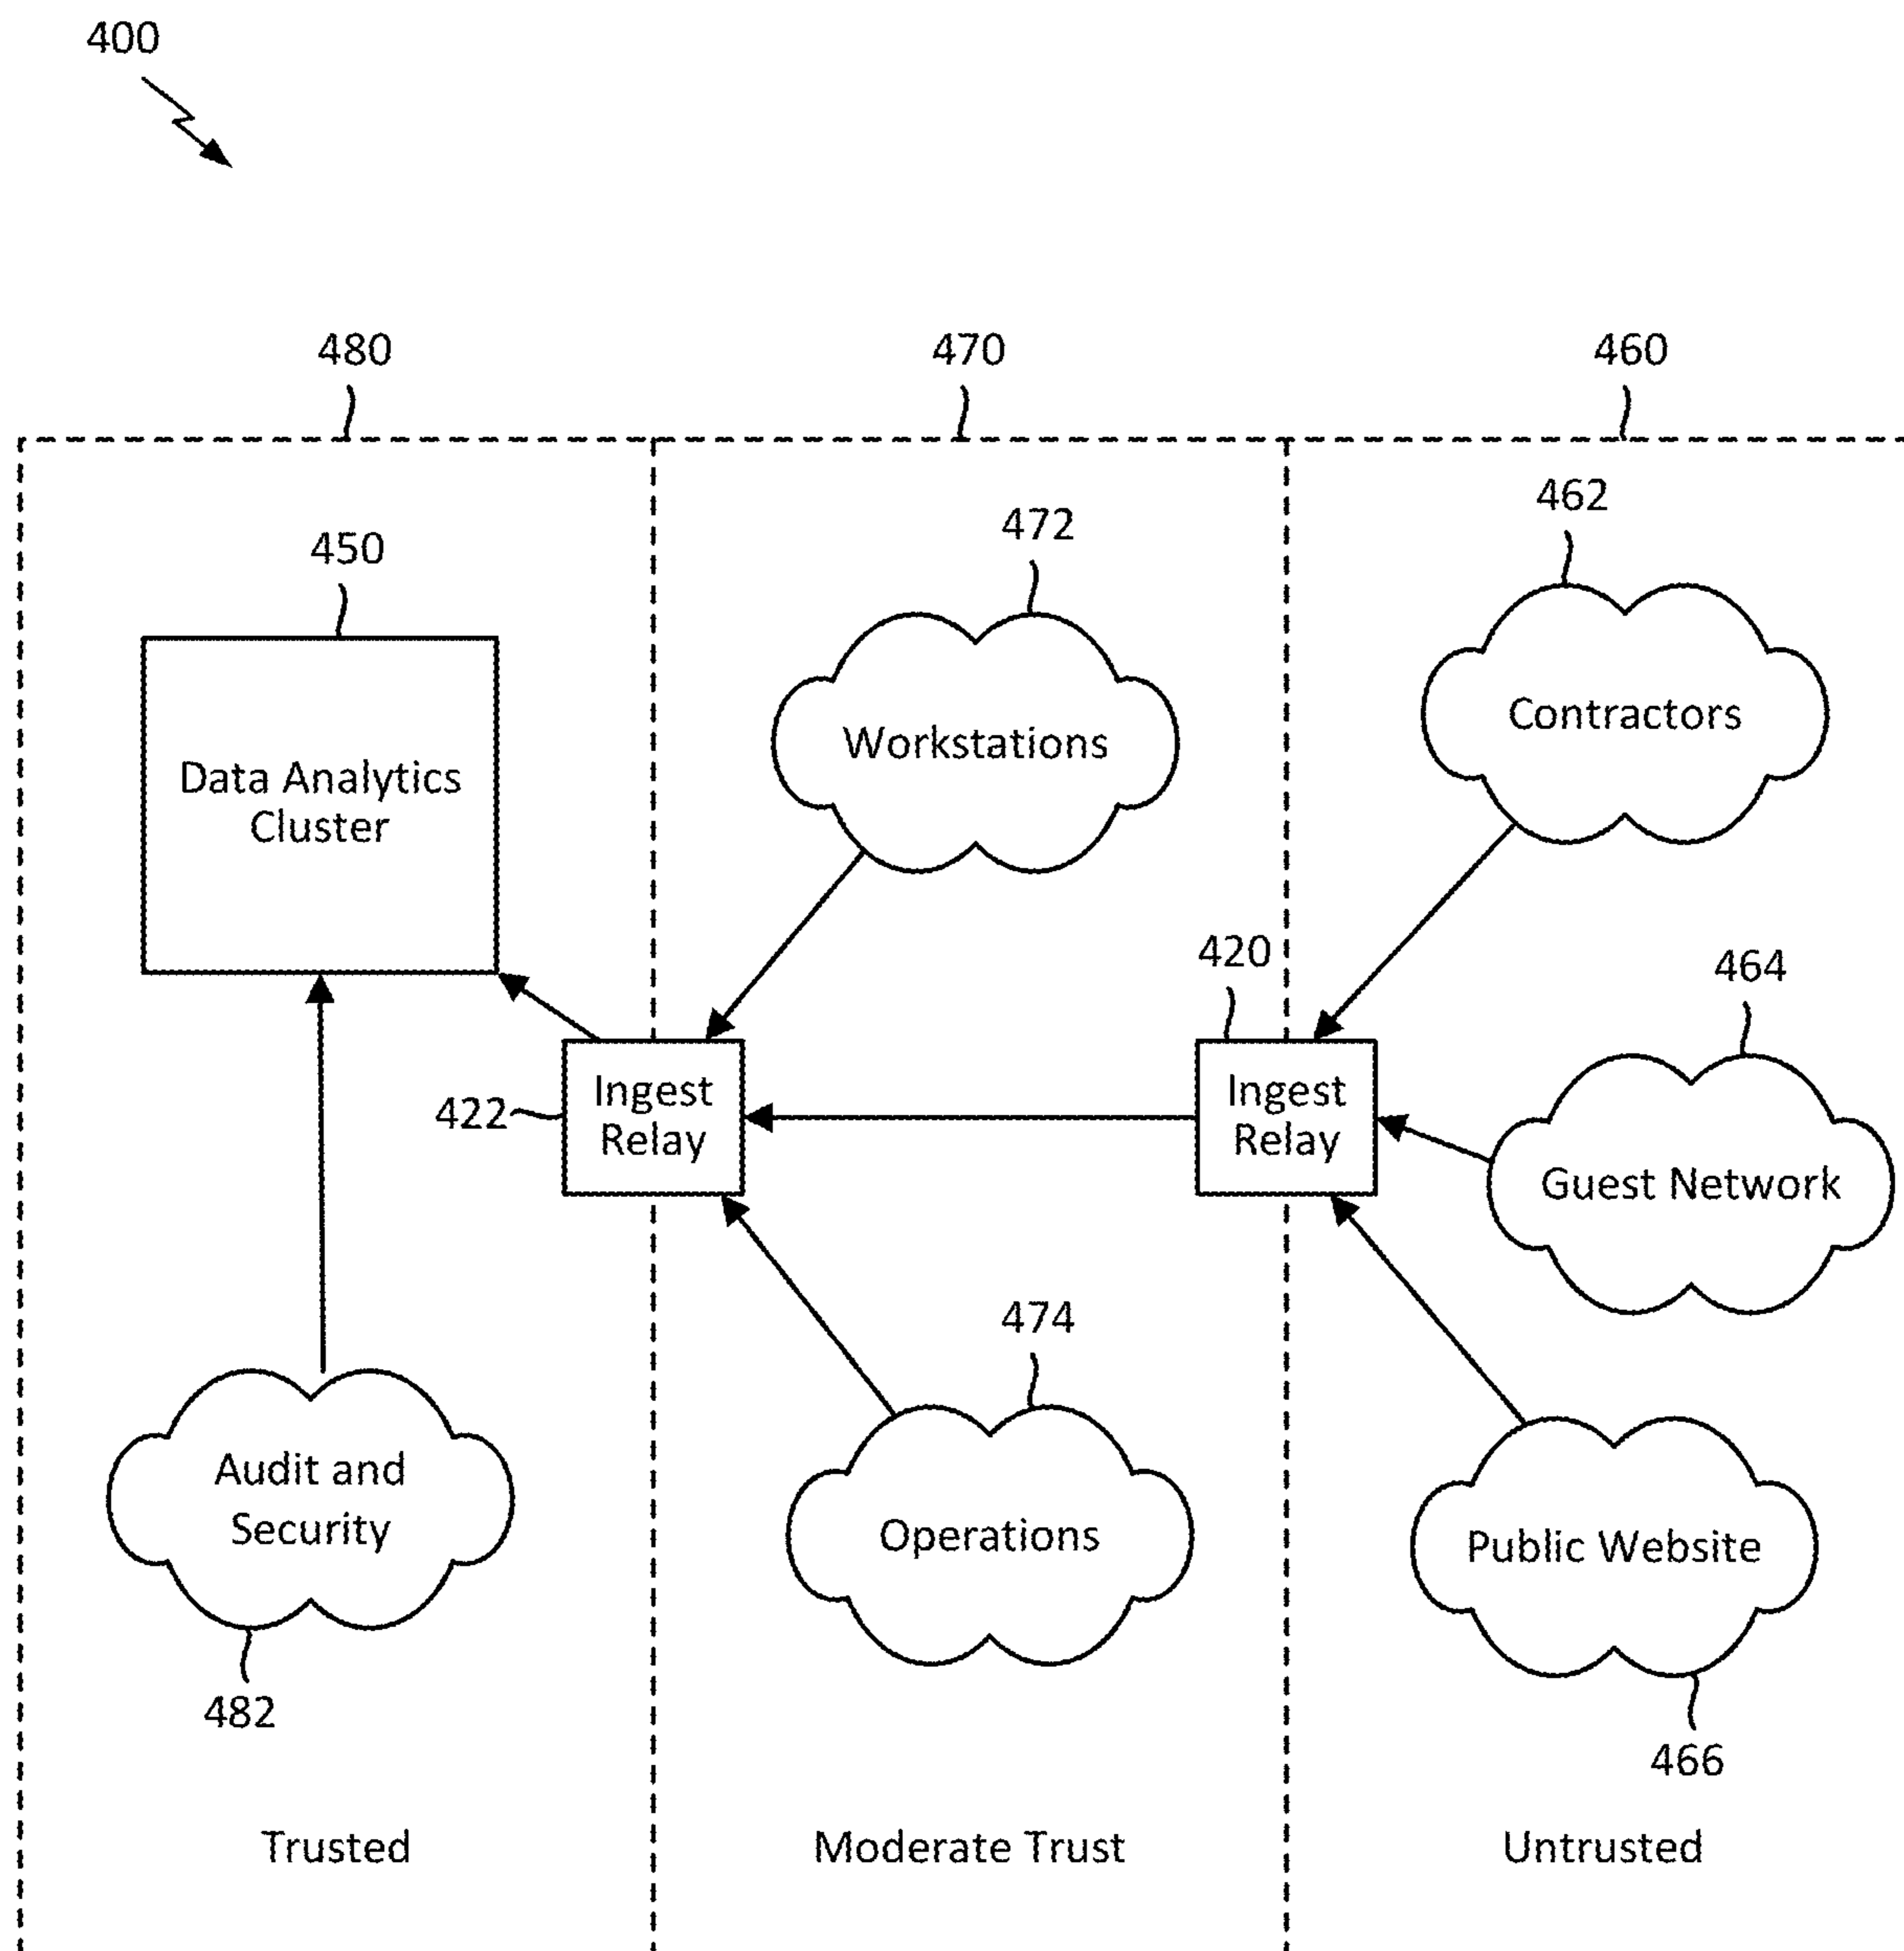 400
480
470
460
462
472
450
Contractors
Workstations
Data Analytics
Cluster
420
464
Ingest
Relay
422
Ingest
Relay
Guest Network
474
Audit and
Security
Operations
Public Website
482
466
Trusted
Moderate Trust
Untrusted